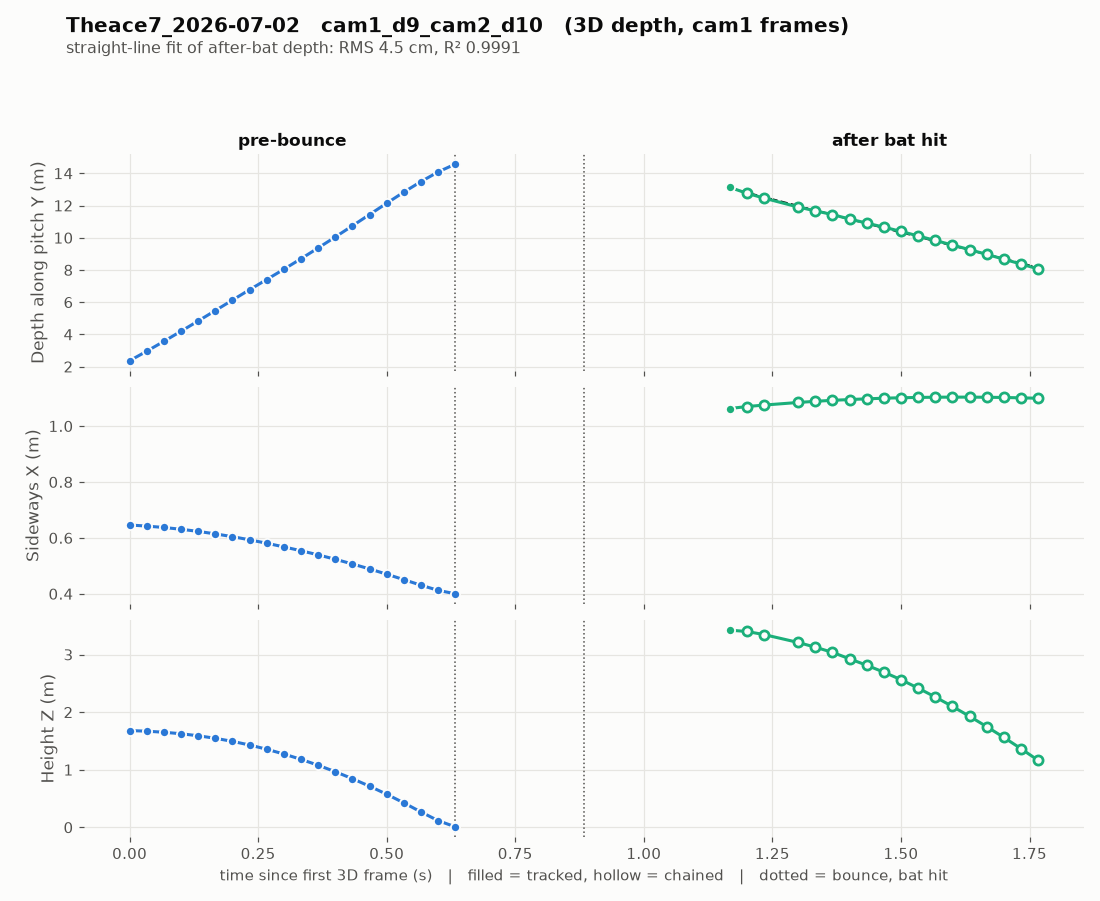 Theace7_2026-07-02   cam1_d9_cam2_d10   (3D depth, cam1 frames)
straight-line fit of after-bat depth: RMS 4.5 cm, R² 0.9991
pre-bounce
after bat hit
Depth along pitch Y (m)
14
12
10
8
6
4
2
Sideways X (m)
1.0
0.8
0.6
0.4
Height Z (m)
3
2
1
0
0.00 0.25 0.50 0.75 1.00 1.25 1.50 1.75
time since first 3D frame (s)   |   filled = tracked, hollow = chained   |   dotted = bounce, bat hit